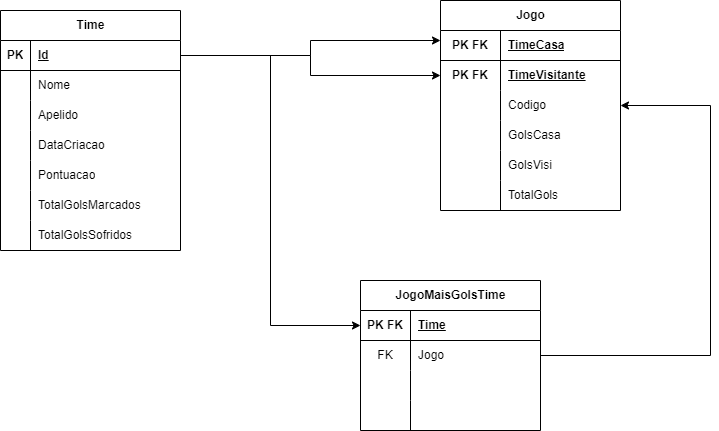 Time
PK Id
Nome
Apelido
DataCriacao
Pontuacao
TotalGolsMarcados
TotalGolsSofridos
Jogo
PK FK TimeCasa
PK FK TimeVisitante
Codigo
GolsCasa
GolsVisi
TotalGols
JogoMaisGolsTime
PK FK Time
FK Jogo